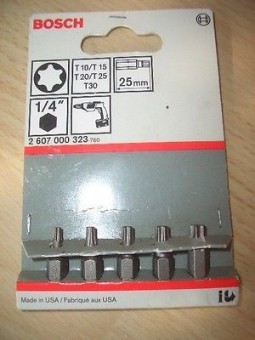 BOSCH
T 10/T 15
T 20/T 25
T30
25mm
1/4"
2 607 000 323-760
Made in USA / Fabriqué aux USA